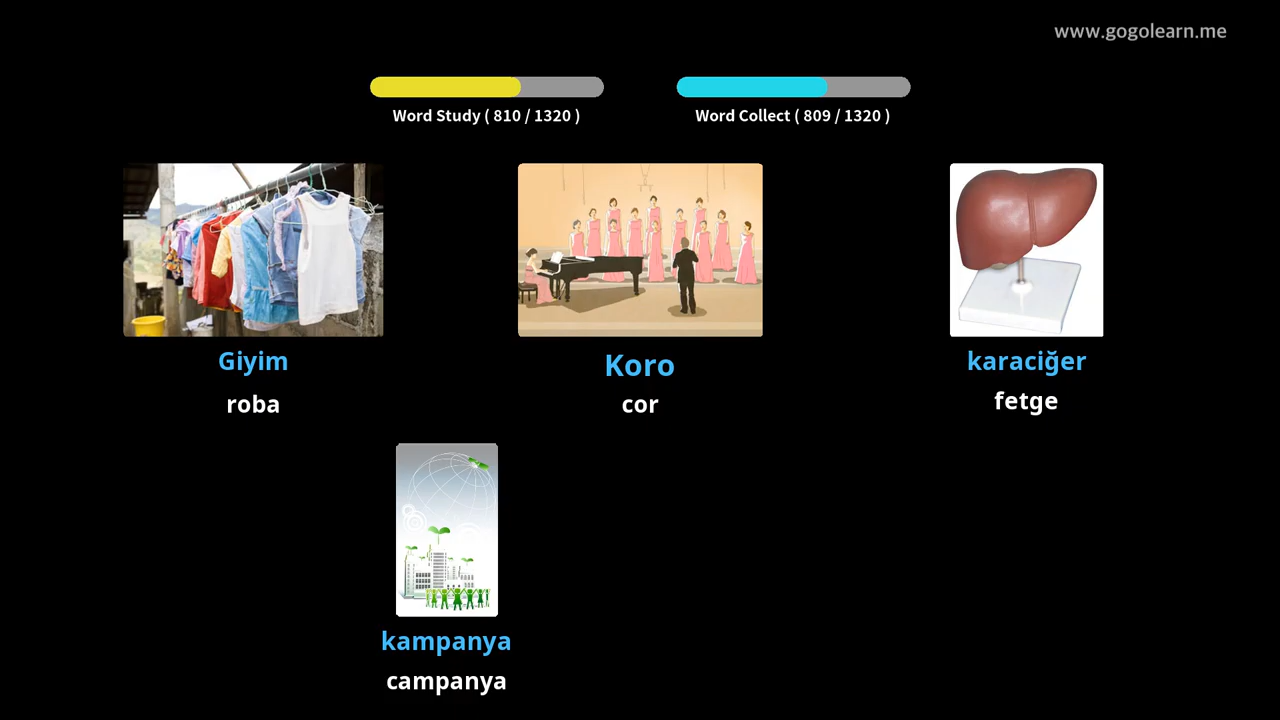 www.gogolearn.me
Word Study ( 810 / 1320 )
Word Collect ( 809 / 1320 )
Giyim
roba
Koro
cor
karaciğer
fetge
kampanya
campanya